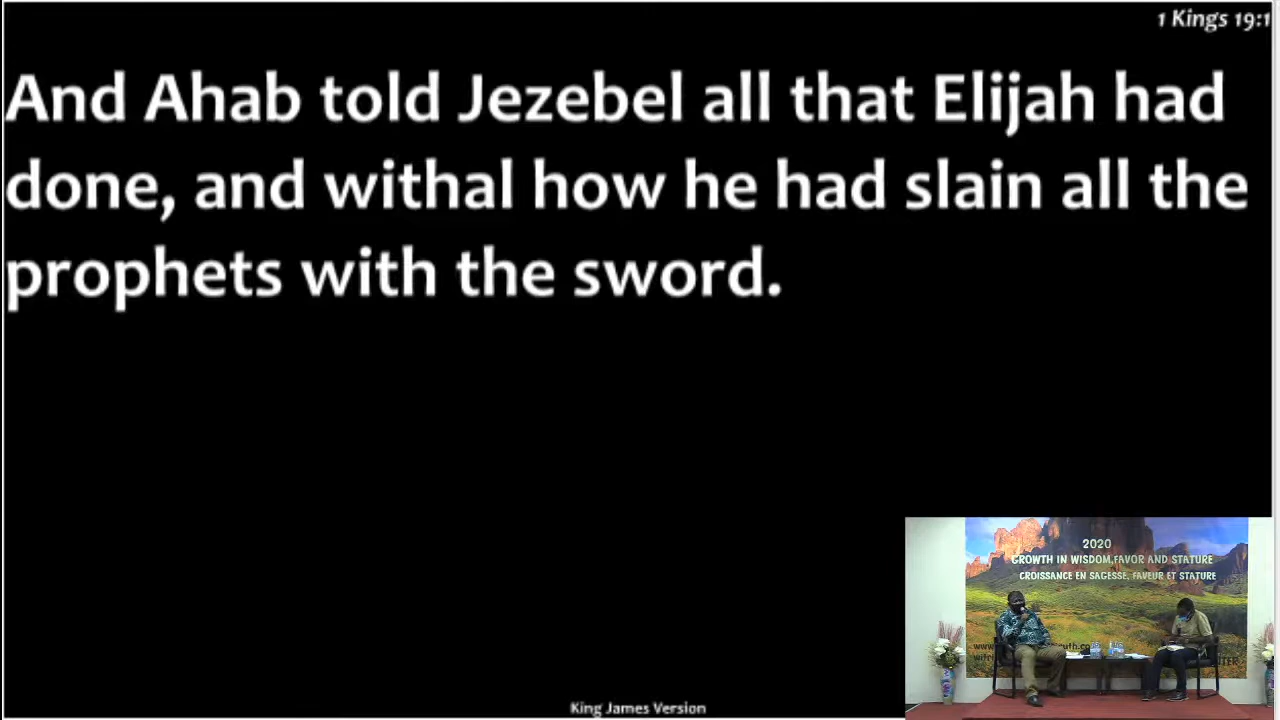 1 Kings 19:1
And Ahab told Jezebel all that Elijah had
done, and withal how he had slain all the
prophets with the sword.
2020
GROWTH IN WISDOM,FAVOR AND STATURE
CROISSANCE EN SAGESSE, FAVEUR ET STATURE
King James Version